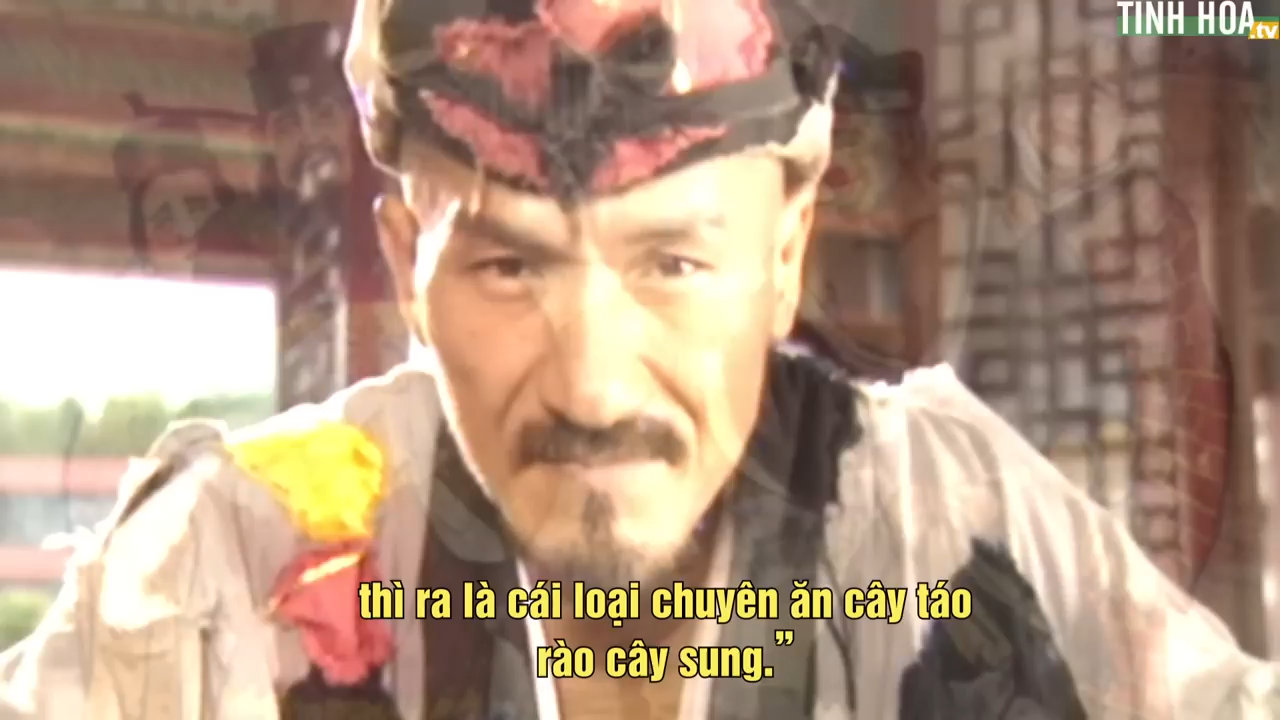 TINH HOA
.tv
thì ra là cái loại chuyên ăn cây táo
rào cây sung.”